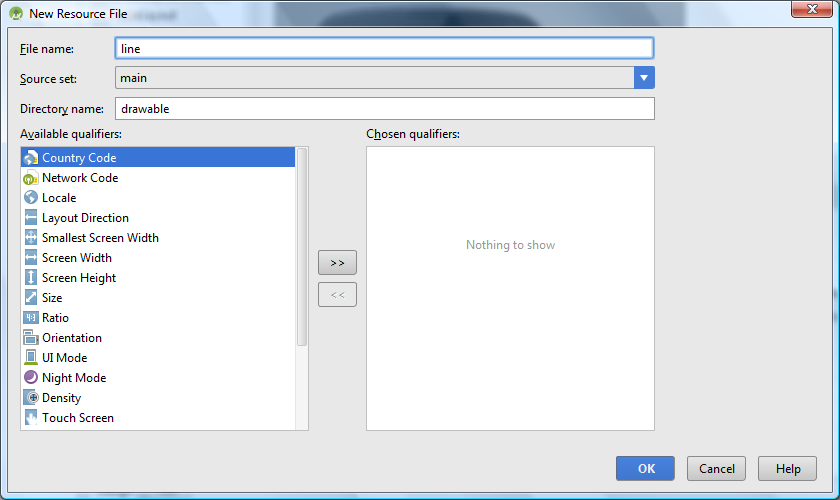 New Resource File
File name: line
Source set: main
Directory name: drawable
Available qualifiers: Chosen qualifiers:
Country Code
Network Code
Locale
Layout Direction
Smallest Screen Width
Nothing to show
Screen Width
>>
Screen Height
Size
<<
Ratio
Orientation
UI Mode
Night Mode
Density
Touch Screen
OK Cancel Help